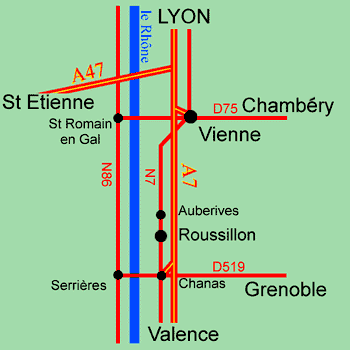 LYON
le Rhône
A47
St Etienne
D75
Chambéry
St Romain
en Gal
Vienne
N86
N7
A7
Auberives
Roussillon
D519
Serrières
Chanas
Grenoble
Valence